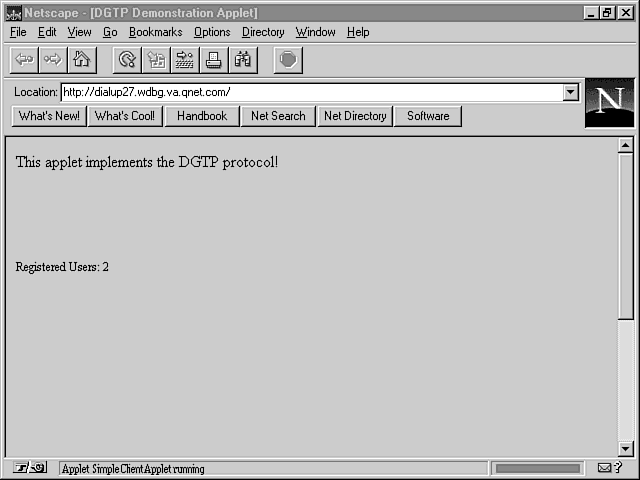 Netscape - [DGTP Demonstration Applet]
File Edit View Go Bookmarks Options Directory Window Help
Location: http://dialup27.wdbg.va.qnet.com/
N
What's New! What's Cool! Handbook Net Search Net Directory Software
This applet implements the DGTP protocol!
Registered Users: 2
Applet SimpleClientApplet running